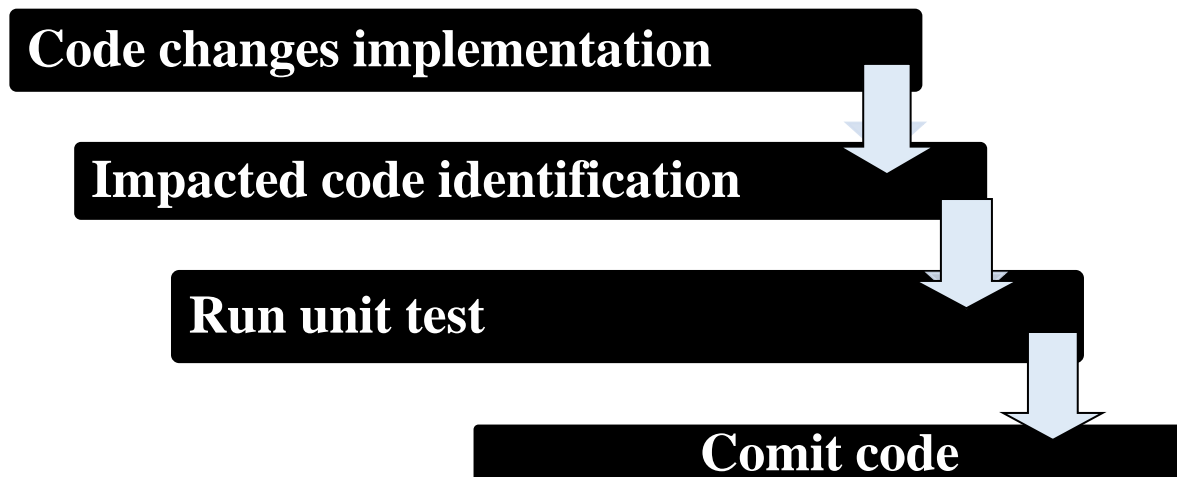 Code changes implementation
Impacted code identification
Run unit test
Comit code